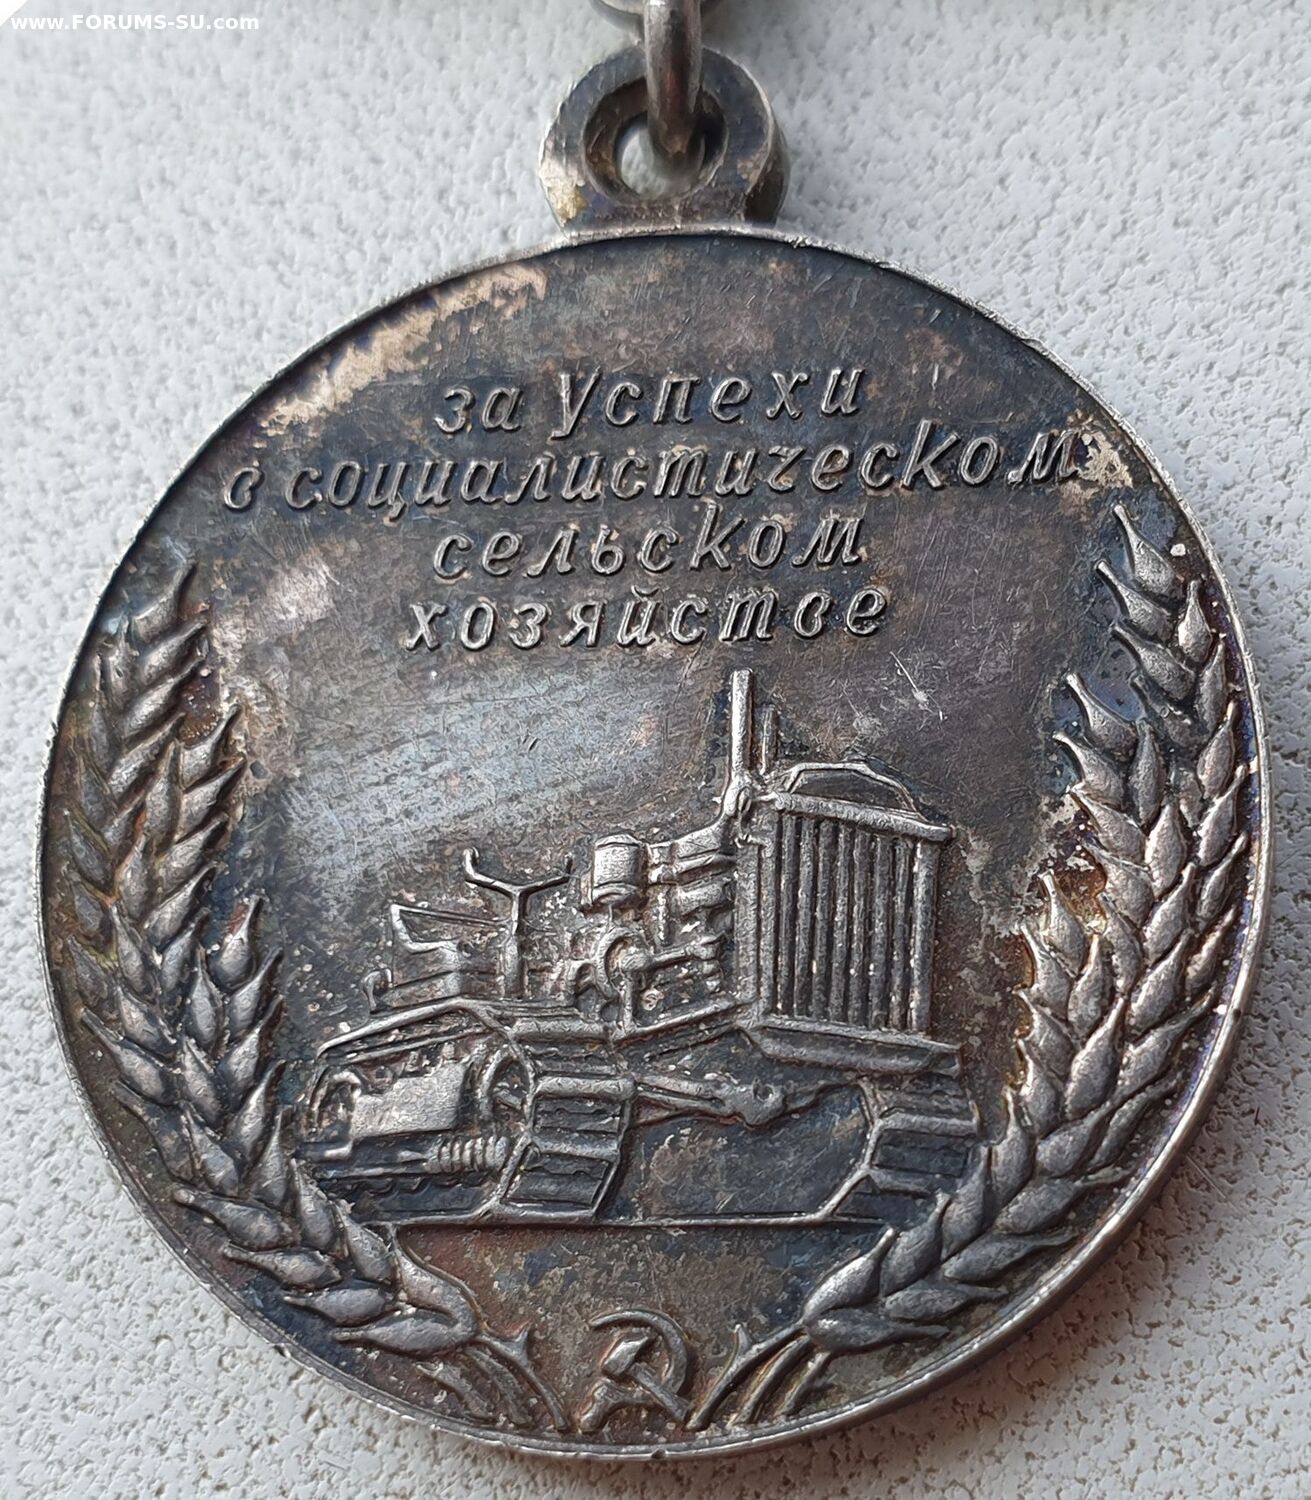 www.FORUMS-SU.com
за успехи
в социалистическом
сельском
хозяйстве